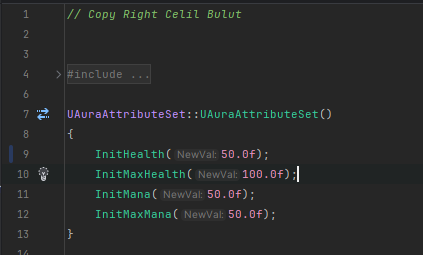 1 // Copy Right Celil Bulut
2
3
4 #include ...
6
7 UAuraAttributeSet::UAuraAttributeSet()
8 {
9 InitHealth( NewVal: 50.0f);
10 InitMaxHealth( NewVal: 100.0f);
11 InitMana( NewVal: 50.0f);
12 InitMaxMana( NewVal: 50.0f);
13 }
14